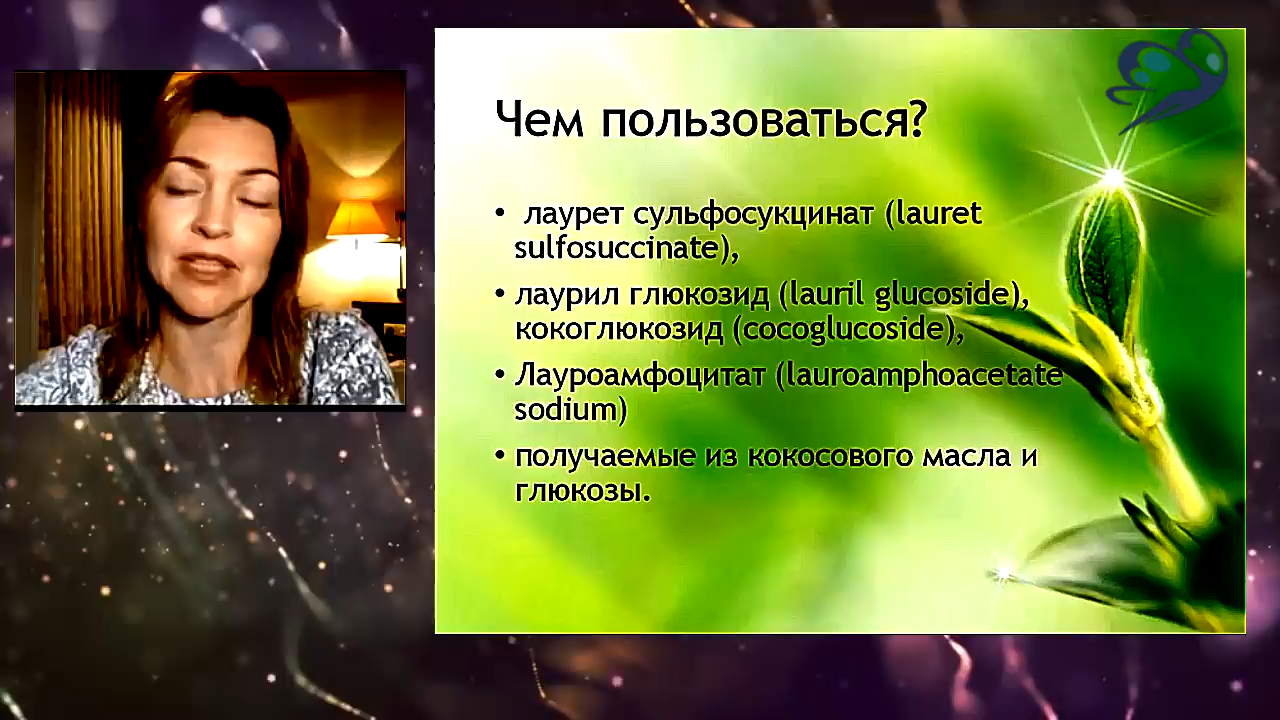 Чем пользоваться?
• лаурет сульфосукцинат (lauret
sulfosuccinate),
• лаурил глюкозид (lauril glucoside),
кокоглюкозид (cocoglucoside),
• Лауроамфоцитат (lauroamphoacetate
sodium)
• получаемые из кокосового масла и
глюкозы.